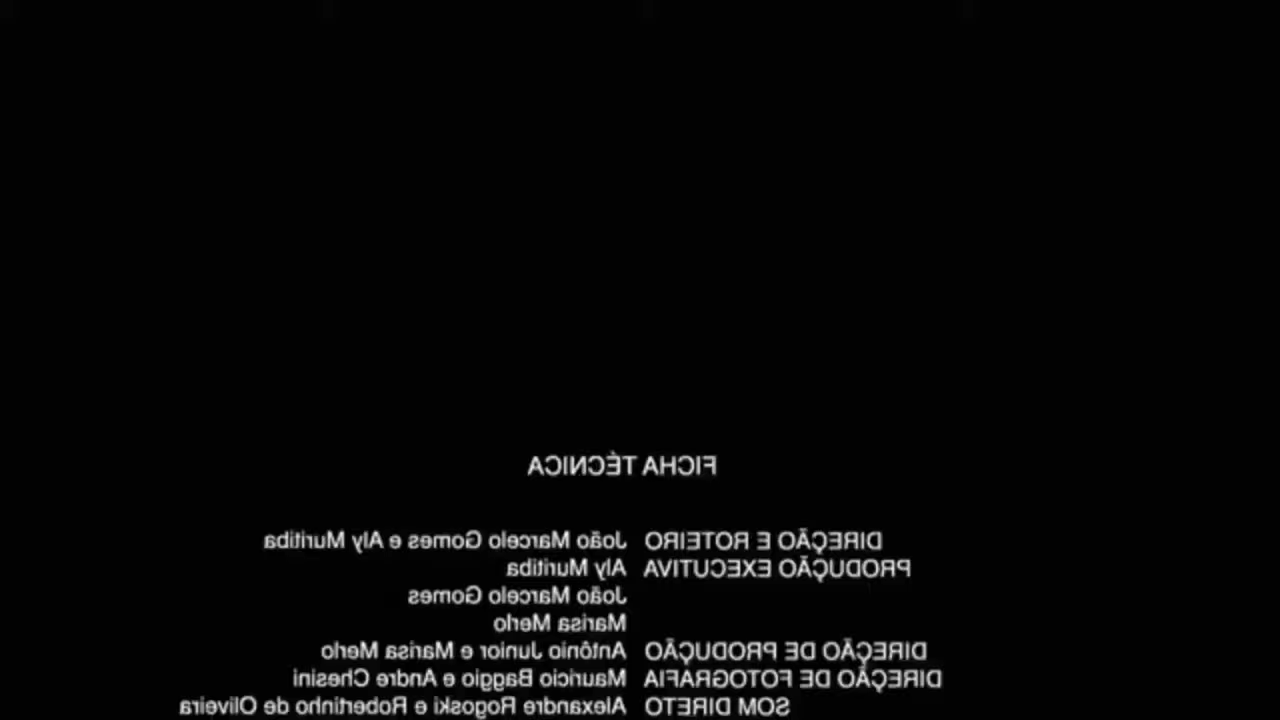 FICHA TÉCNICA
DIREÇÃO E ROTEIRO João Marcelo Gomes e Aly Muritiba
PRODUÇÃO EXECUTIVA Aly Muritiba
João Marcelo Gomes
Marisa Merlo
DIREÇÃO DE PRODUÇÃO Antônio Junior e Marisa Merlo
DIREÇÃO DE FOTOGRAFIA Mauricio Baggio e Andre Chesini
SOM DIRETO Alexandre Rogoski e Robertinho de Oliveira